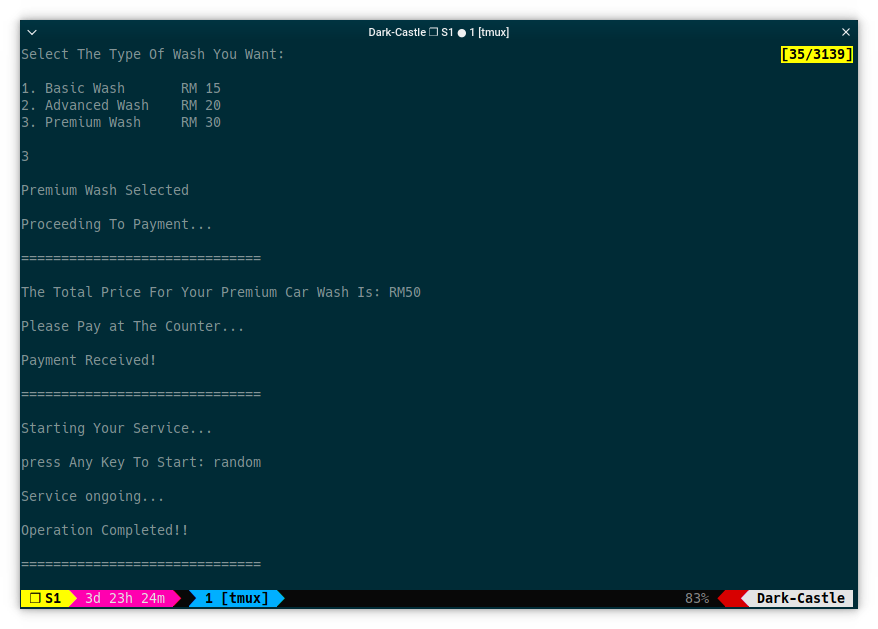 Dark-Castle ❐ S1 ● 1 [tmux]
Select The Type Of Wash You Want:
[35/3139]
1. Basic Wash       RM 15
2. Advanced Wash    RM 20
3. Premium Wash     RM 30
3
Premium Wash Selected
Proceeding To Payment...
==============================
The Total Price For Your Premium Car Wash Is: RM50
Please Pay at The Counter...
Payment Received!
==============================
Starting Your Service...
press Any Key To Start: random
Service ongoing...
Operation Completed!!
==============================
❐ S1 3d 23h 24m 1 [tmux] 83% Dark-Castle